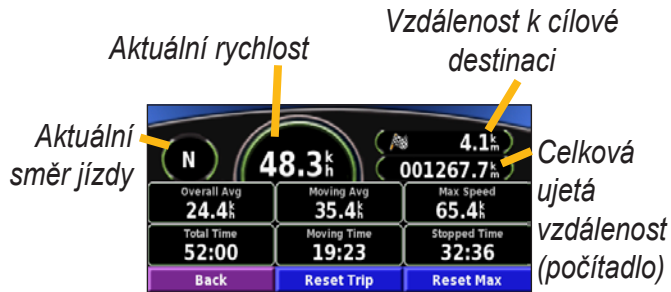 Vzdálenost k cílové
destinaci
Aktuální rychlost
Aktuální
směr jízdy
N
48.3 k/h
4.1 k/m
001267.7 k/m
Celková
ujetá
vzdálenost
(počítadlo)
Overall Avg
24.4 k/h
Moving Avg
35.4 k/h
Max Speed
65.4 k/h
Total Time
52:00
Moving Time
19:23
Stopped Time
32:36
Back
Reset Trip
Reset Max